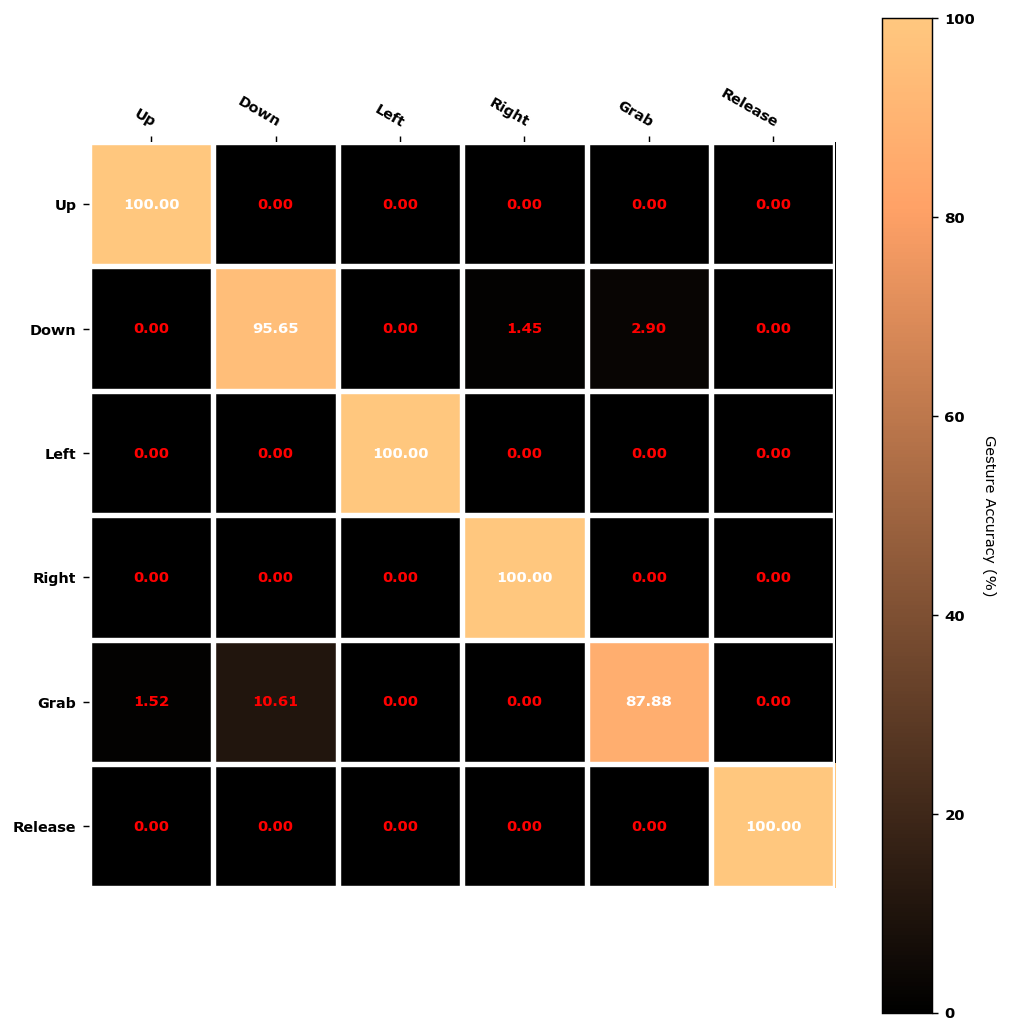 Up Down Left Right Grab Release
Up 100.00 0.00 0.00 0.00 0.00 0.00
Down 0.00 95.65 0.00 1.45 2.90 0.00
Left 0.00 0.00 100.00 0.00 0.00 0.00
Right 0.00 0.00 0.00 100.00 0.00 0.00
Grab 1.52 10.61 0.00 0.00 87.88 0.00
Release 0.00 0.00 0.00 0.00 0.00 100.00
100
80
60
40
20
0
Gesture Accuracy (%)